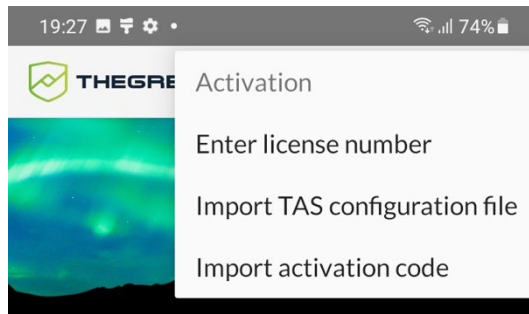 19:27
74%
THEGRE
Activation
Enter license number
Import TAS configuration file
Import activation code